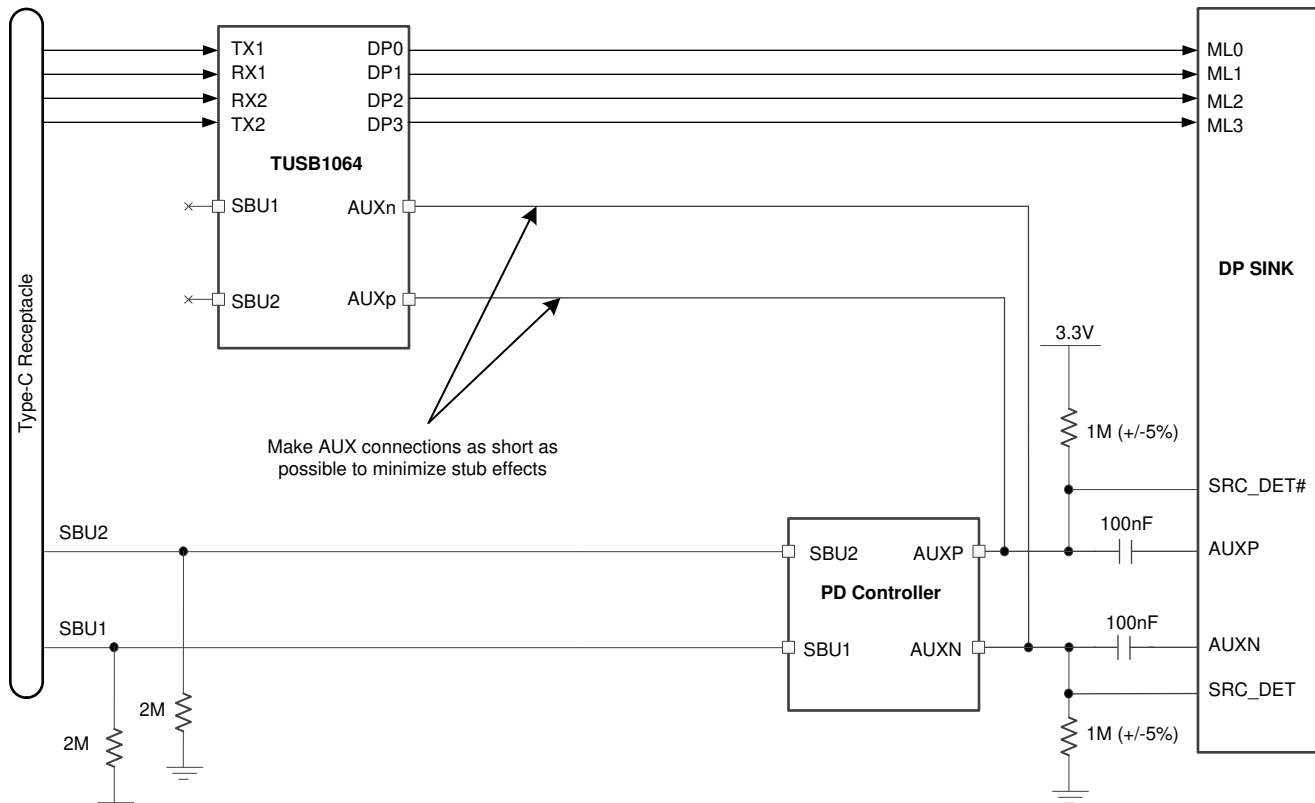 TX1
DP0
ML0
RX1
DP1
ML1
RX2
DP2
ML2
TX2
DP3
ML3
TUSB1064
SBU1
AUXn
SBU2
AUXp
DP SINK
Type-C Receptacle
3.3V
1M (+/-5%)
Make AUX connections as short as
possible to minimize stub effects
SRC_DET#
100nF
SBU2
SBU2
AUXP
AUXP
PD Controller
100nF
SBU1
SBU1
AUXN
AUXN
SRC_DET
2M
2M
1M (+/-5%)